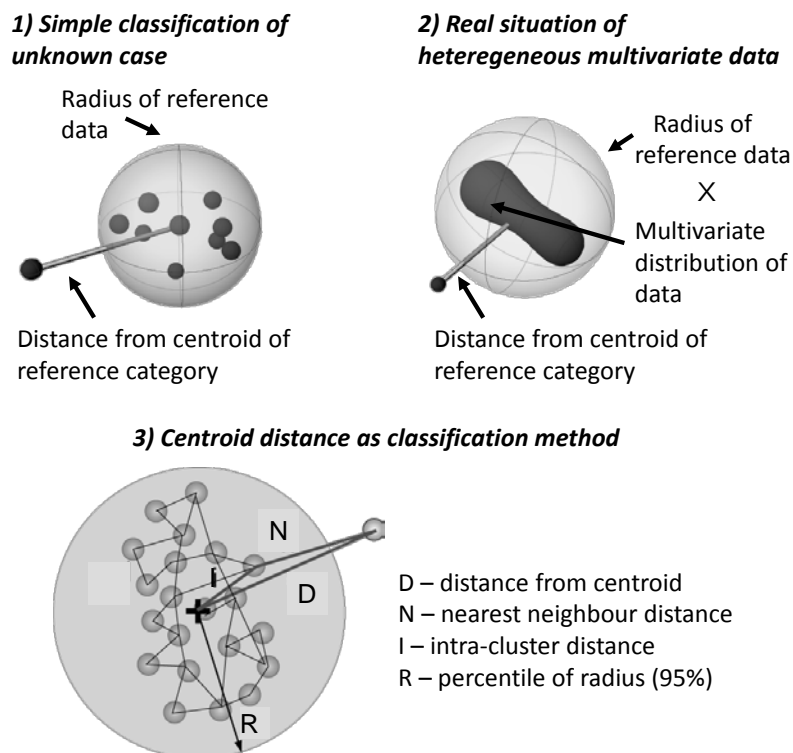 1) Simple classification of
unknown case
2) Real situation of
heteregeneous multivariate data
Radius of reference
data
Radius of
reference data
X
Multivariate
distribution of
data
Distance from centroid of
reference category
Distance from centroid of
reference category
3) Centroid distance as classification method
N
I
D
R
D – distance from centroid
N – nearest neighbour distance
I – intra-cluster distance
R – percentile of radius (95%)